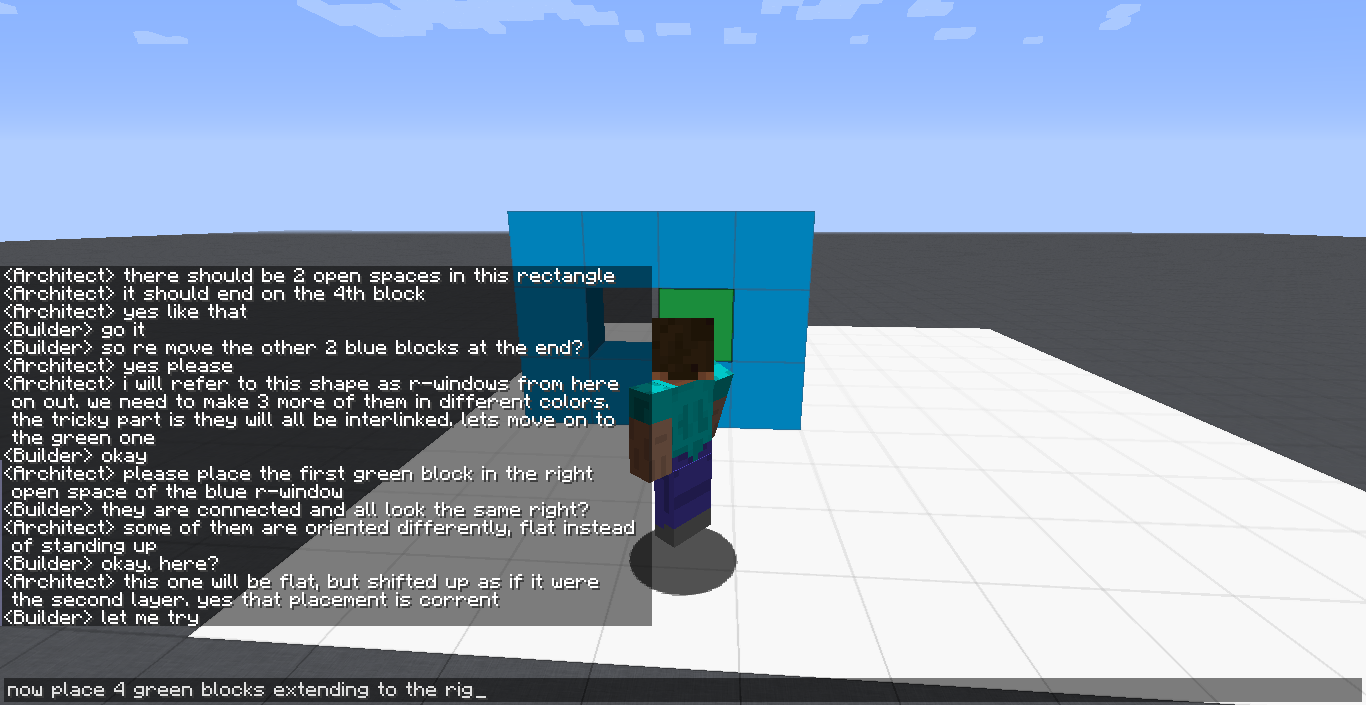 <Architect> there should be 2 open spaces in this rectangle
<Architect> it should end on the 4th block
<Architect> yes like that
<Builder> go it
<Builder> so re move the other 2 blue blocks at the end?
<Architect> yes please
<Architect> i will refer to this shape as r-windows from here
on out. we need to make 3 more of them in different colors.
the tricky part is they will all be interlinked. lets move on to
the green one
<Builder> okay
<Architect> please place the first green block in the right
open space of the blue r-window
<Builder> they are connected and all look the same right?
<Architect> some of them are oriented differently, flat instead
of standing up
<Builder> okay. here?
<Architect> this one will be flat, but shifted up as if it were
the second layer. yes that placement is corrent
<Builder> let me try
now place 4 green blocks extending to the rig_